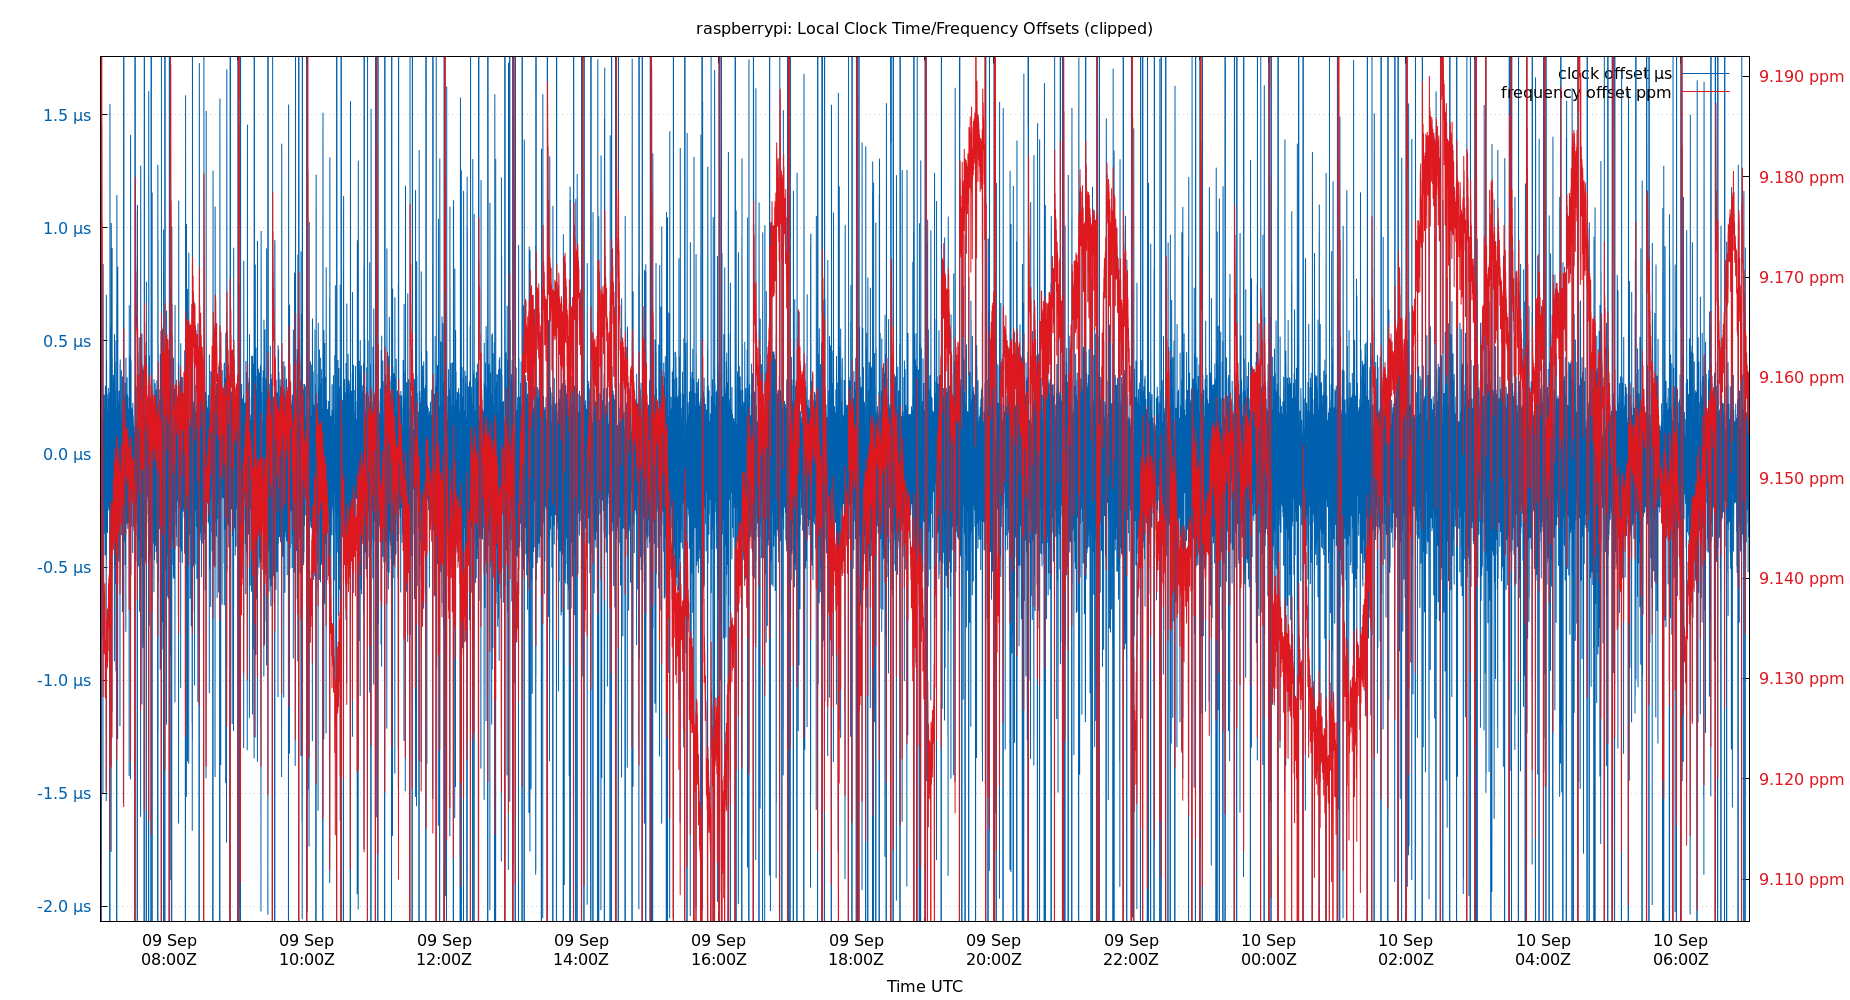 raspberrypi: Local Clock Time/Frequency Offsets (clipped)
clock offset µs
frequency offset ppm
1.5 µs
1.0 µs
0.5 µs
0.0 µs
-0.5 µs
-1.0 µs
-1.5 µs
-2.0 µs
9.190 ppm
9.180 ppm
9.170 ppm
9.160 ppm
9.150 ppm
9.140 ppm
9.130 ppm
9.120 ppm
9.110 ppm
09 Sep 09 Sep 09 Sep 09 Sep 09 Sep 09 Sep 09 Sep 09 Sep 10 Sep 10 Sep 10 Sep 10 Sep
08:00Z 10:00Z 12:00Z 14:00Z 16:00Z 18:00Z 20:00Z 22:00Z 00:00Z 02:00Z 04:00Z 06:00Z
Time UTC